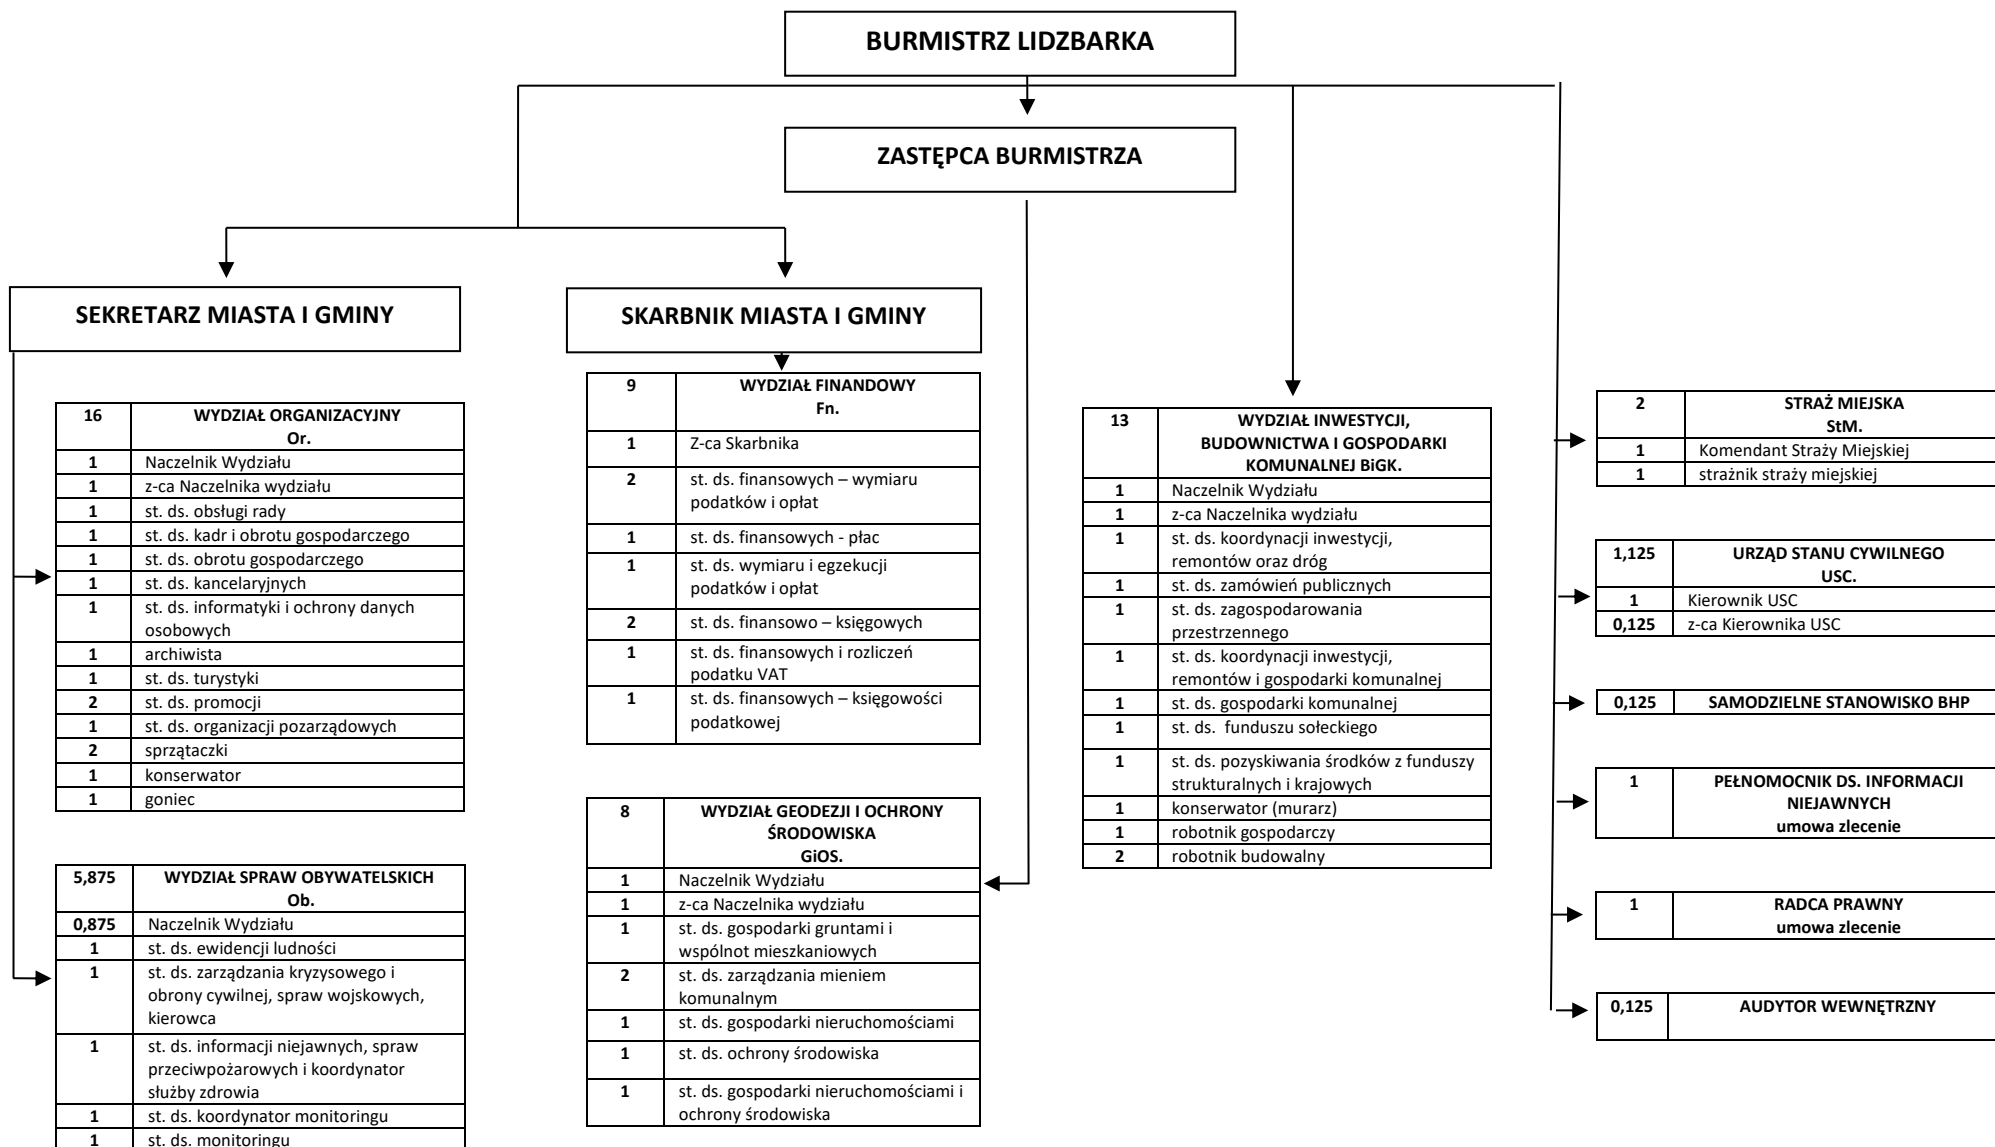 BURMISTRZ LIDZBARKA
ZASTĘPCA BURMISTRZA
SEKRETARZ MIASTA I GMINY
SKARBNIK MIASTA I GMINY
16 WYDZIAŁ ORGANIZACYJNY
Or.
1 Naczelnik Wydziału
1 z-ca Naczelnika wydziału
1 st. ds. obsługi rady
1 st. ds. kadr i obrotu gospodarczego
1 st. ds. obrotu gospodarczego
1 st. ds. kancelaryjnych
1 st. ds. informatyki i ochrony danych
osobowych
1 archiwista
1 st. ds. turystyki
2 st. ds. promocji
1 st. ds. organizacji pozarządowych
2 sprzątaczki
1 konserwator
1 goniec
5,875 WYDZIAŁ SPRAW OBYWATELSKICH
Ob.
0,875 Naczelnik Wydziału
1 st. ds. ewidencji ludności
1 st. ds. zarządzania kryzysowego i
obrony cywilnej, spraw wojskowych,
kierowca
1 st. ds. informacji niejawnych, spraw
przeciwpożarowych i koordynator
służby zdrowia
1 st. ds. koordynator monitoringu
1 st. ds. monitoringu
9 WYDZIAŁ FINANDOWY
Fn.
1 Z-ca Skarbnika
2 st. ds. finansowych – wymiaru
podatków i opłat
1 st. ds. finansowych - płac
1 st. ds. wymiaru i egzekucji
podatków i opłat
2 st. ds. finansowo – księgowych
1 st. ds. finansowych i rozliczeń
podatku VAT
1 st. ds. finansowych – księgowości
podatkowej
8 WYDZIAŁ GEODEZJI I OCHRONY
ŚRODOWISKA
GiOS.
1 Naczelnik Wydziału
1 z-ca Naczelnika wydziału
1 st. ds. gospodarki gruntami i
wspólnot mieszkaniowych
2 st. ds. zarządzania mieniem
komunalnym
1 st. ds. gospodarki nieruchomościami
1 st. ds. ochrony środowiska
1 st. ds. gospodarki nieruchomościami i
ochrony środowiska
13 WYDZIAŁ INWESTYCJI,
BUDOWNICTWA I GOSPODARKI
KOMUNALNEJ BiGK.
1 Naczelnik Wydziału
1 z-ca Naczelnika wydziału
1 st. ds. koordynacji inwestycji,
remontów oraz dróg
1 st. ds. zamówień publicznych
1 st. ds. zagospodarowania
przestrzennego
1 st. ds. koordynacji inwestycji,
remontów i gospodarki komunalnej
1 st. ds. gospodarki komunalnej
1 st. ds. funduszu sołeckiego
1 st. ds. pozyskiwania środków z funduszy
strukturalnych i krajowych
1 konserwator (murarz)
1 robotnik gospodarczy
2 robotnik budowalny
2 STRAŻ MIEJSKA
StM.
1 Komendant Straży Miejskiej
1 strażnik straży miejskiej
1,125 URZĄD STANU CYWILNEGO
USC.
1 Kierownik USC
0,125 z-ca Kierownika USC
0,125 SAMODZIELNE STANOWISKO BHP
1 PEŁNOMOCNIK DS. INFORMACJI
NIEJAWNYCH
umowa zlecenie
1 RADCA PRAWNY
umowa zlecenie
0,125 AUDYTOR WEWNĘTRZNY